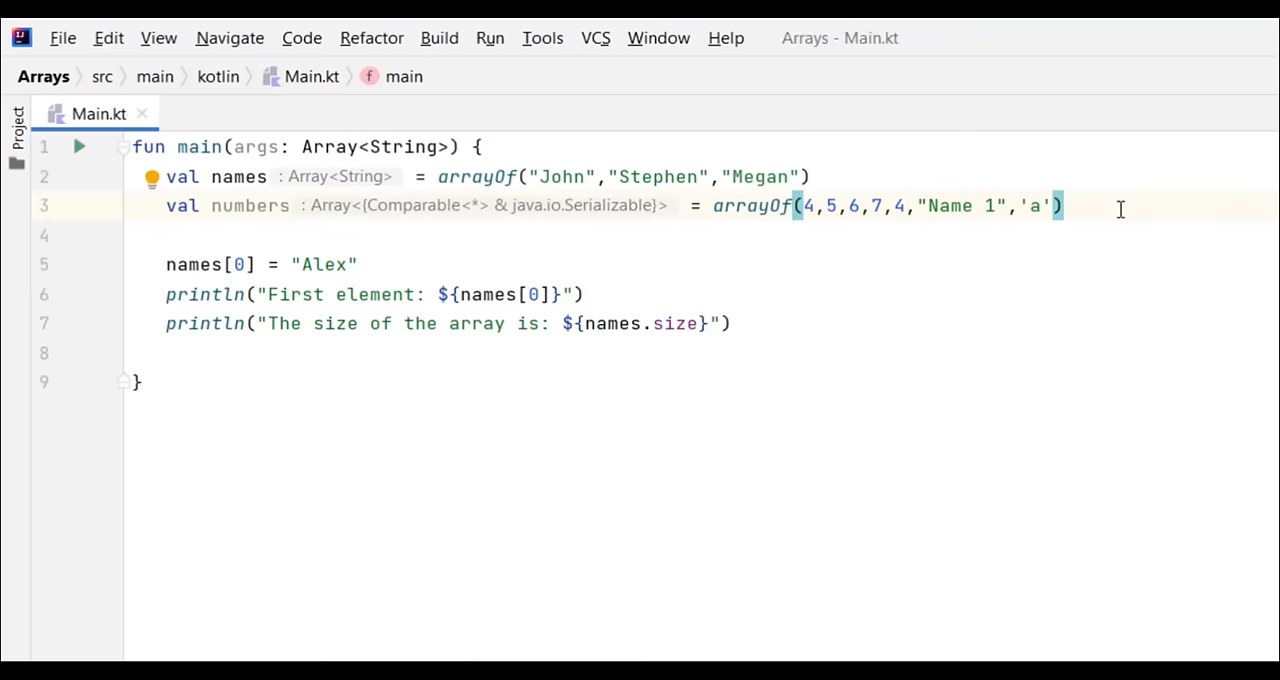 File Edit View Navigate Code Refactor Build Run Tools VCS Window Help Arrays - Main.kt
Arrays src main kotlin Main.kt f main
Project
Main.kt
1 fun main(args: Array<String>) {
2 val names : Array<String> = arrayOf("John","Stephen","Megan")
3 val numbers : Array<{Comparable<*> & java.io.Serializable}> = arrayOf(4,5,6,7,4,"Name 1",'a')
4
5 names[0] = "Alex"
6 println("First element: ${names[0]}")
7 println("The size of the array is: ${names.size}")
8
9 }